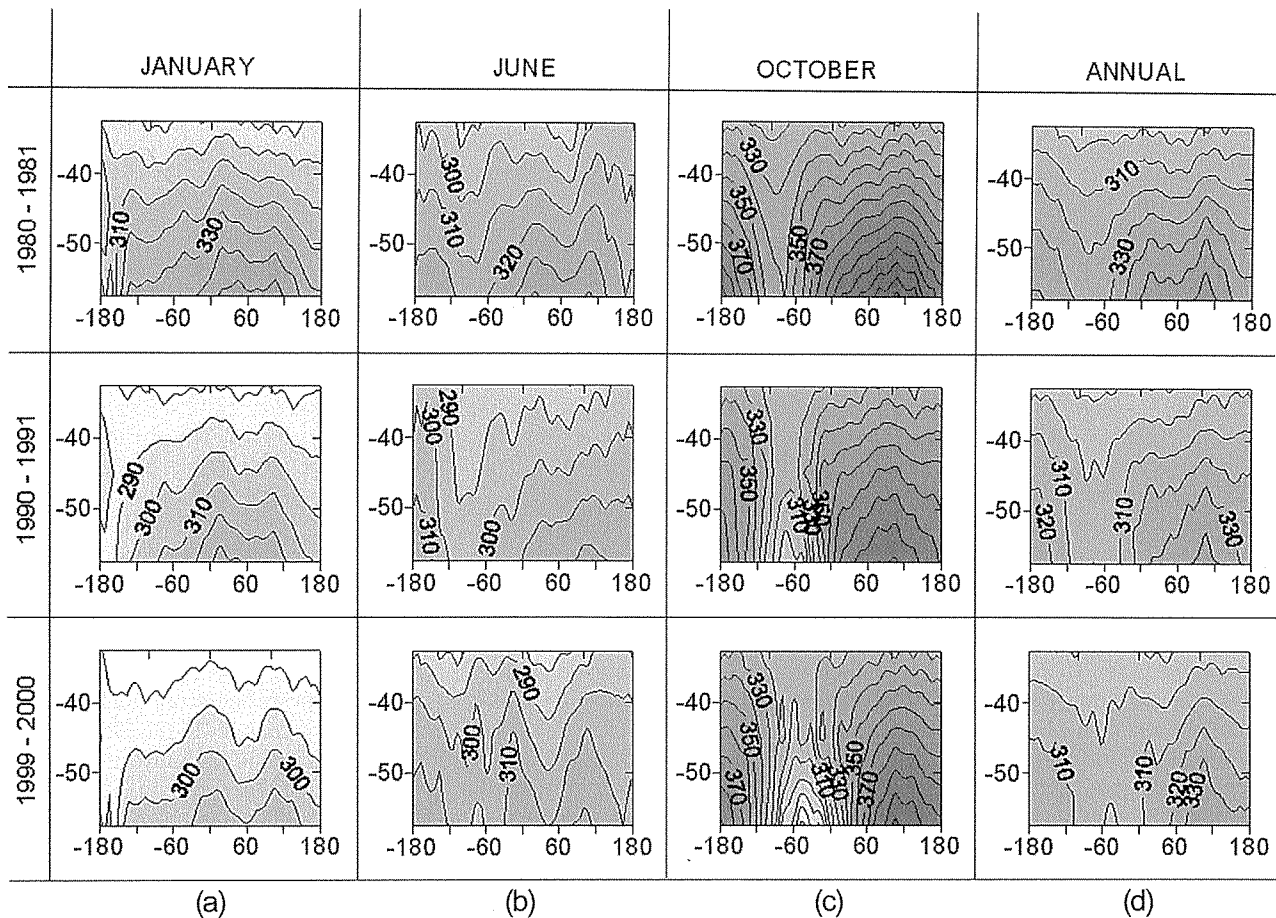 JANUARY JUNE OCTOBER ANNUAL
1980 - 1981
-40 310 330 300 310 320 330 350 370 350 370 -40 310 330
-50 -50
-180 -60 60 180 -180 -60 60 180 -180 -60 60 180 -180 -60 60 180
1990 - 1991
-40 290 300 310 -40 300 290 310 300 -40 330 350 310 330 350 -40 310 320 310 330
-50 -50 -50 -50
-180 -60 60 180 -180 -60 60 180 -180 -60 60 180 -180 -60 60 180
1999 - 2000
-40 300 300 -40 290 300 310 -40 330 350 370 310 330 350 370 -40 310 310 320 330
-50 -50 -50 -50
-180 -60 60 180 -180 -60 60 180 -180 -60 60 180 -180 -60 60 180
(a) (b) (c) (d)